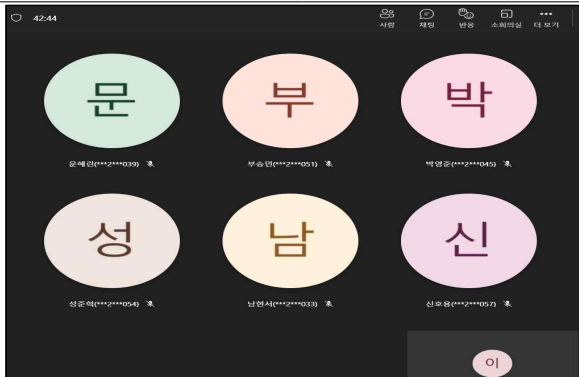 42:44
사람 채팅 반응 소회의실 더 보기
문 부 박
문혜린(***2***039) 부승민(***2***051) 박영준(***2***045)
성 남 신
성준혁(***2***054) 남현서(***2***033) 신호용(***2***057)
이